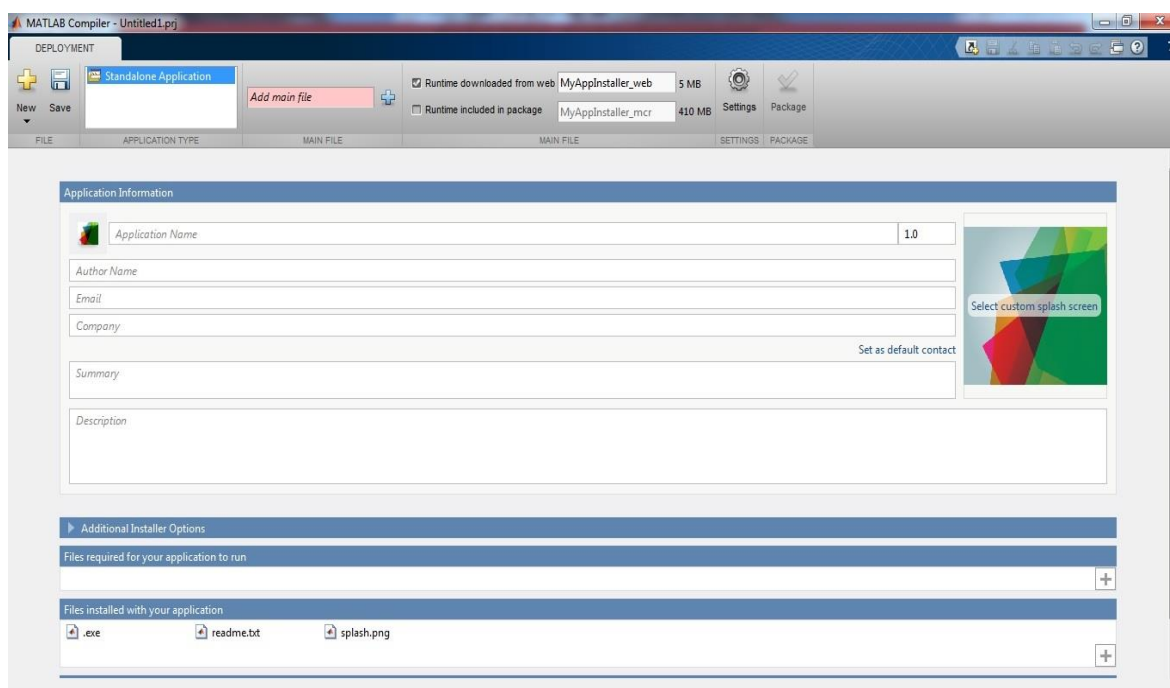 MATLAB Compiler - Untitled1.prj
DEPLOYMENT
New
Save
Standalone Application
Add main file
Runtime downloaded from web MyAppInstaller_web 5 MB
Runtime included in package MyAppInstaller_mcr 410 MB
Settings
Package
FILE APPLICATION TYPE MAIN FILE MAIN FILE SETTINGS PACKAGE
Application Information
Application Name 1.0
Author Name
Email
Company
Select custom splash screen
Set as default contact
Summary
Description
Additional Installer Options
Files required for your application to run
Files installed with your application
.exe readme.txt splash.png